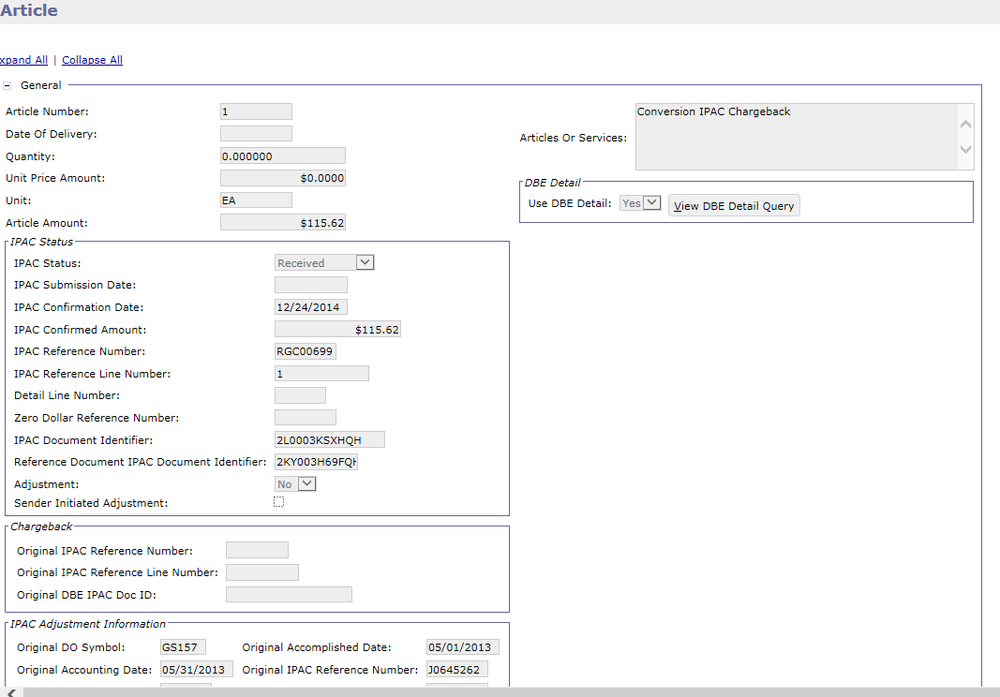 Article
xpand All | Collapse All
General
Article Number: 1
Date Of Delivery:
Quantity: 0.000000
Unit Price Amount: $0.0000
Unit: EA
Article Amount: $115.62
Articles Or Services: Conversion IPAC Chargeback
DBE Detail
Use DBE Detail: Yes View DBE Detail Query
IPAC Status
IPAC Status: Received
IPAC Submission Date:
IPAC Confirmation Date: 12/24/2014
IPAC Confirmed Amount: $115.62
IPAC Reference Number: RGC00699
IPAC Reference Line Number: 1
Detail Line Number:
Zero Dollar Reference Number:
IPAC Document Identifier: 2L0003KSXHQH
Reference Document IPAC Document Identifier: 2KY003H69FQH
Adjustment: No
Sender Initiated Adjustment:
Chargeback
Original IPAC Reference Number:
Original IPAC Reference Line Number:
Original DBE IPAC Doc ID:
IPAC Adjustment Information
Original DO Symbol: GS157 Original Accomplished Date: 05/01/2013
Original Accounting Date: 05/31/2013 Original IPAC Reference Number: J0645262